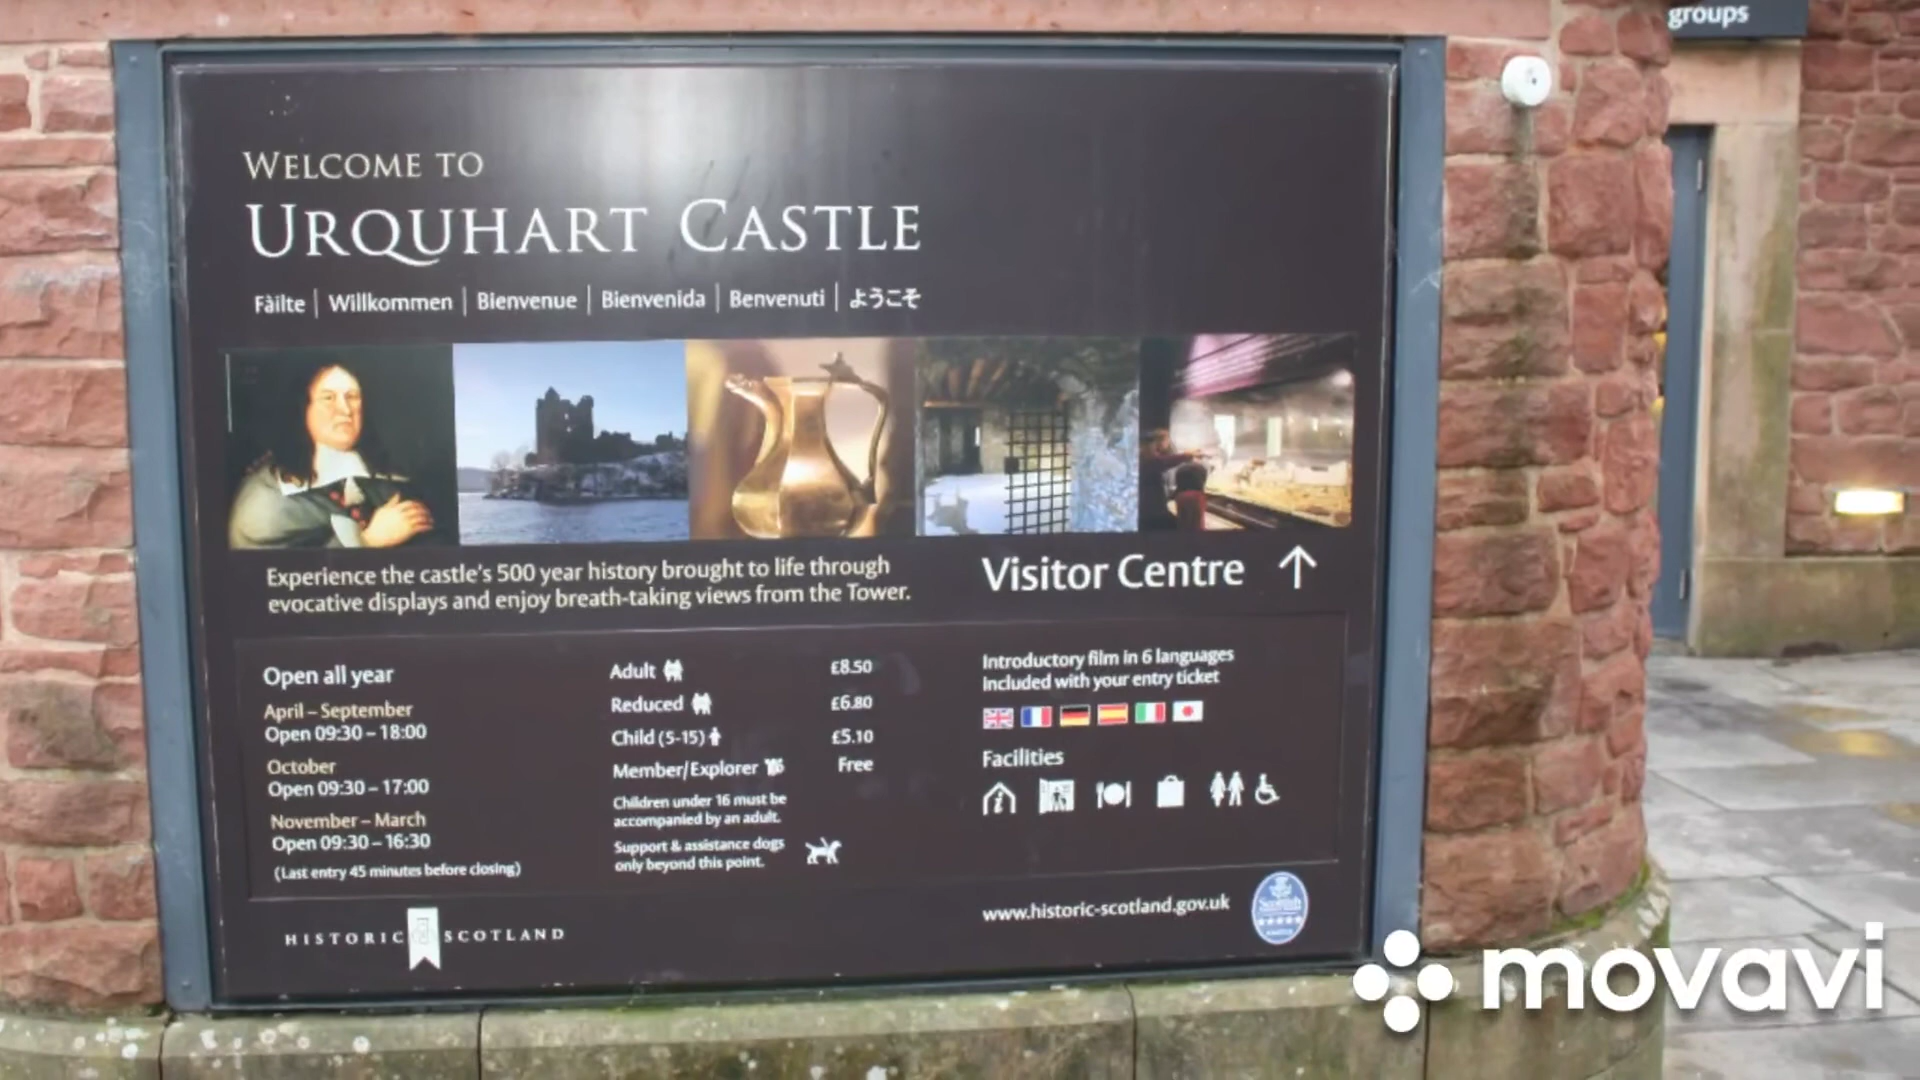 groups
WELCOME TO
URQUHART CASTLE
Fàilte | Willkommen | Bienvenue | Bienvenida | Benvenuti | ようこそ
Experience the castle's 500 year history brought to life through
evocative displays and enjoy breath-taking views from the Tower.
Visitor Centre ↑
Open all year
April – September
Open 09:30 – 18:00
October
Open 09:30 – 17:00
November – March
Open 09:30 – 16:30
(Last entry 45 minutes before closing)
Adult £8.50
Reduced £6.80
Child (5-15) £5.10
Member/Explorer Free
Children under 16 must be
accompanied by an adult.
Support & assistance dogs
only beyond this point.
Introductory film in 6 languages
included with your entry ticket
Facilities
www.historic-scotland.gov.uk
Scottish
HISTORIC SCOTLAND
movavi